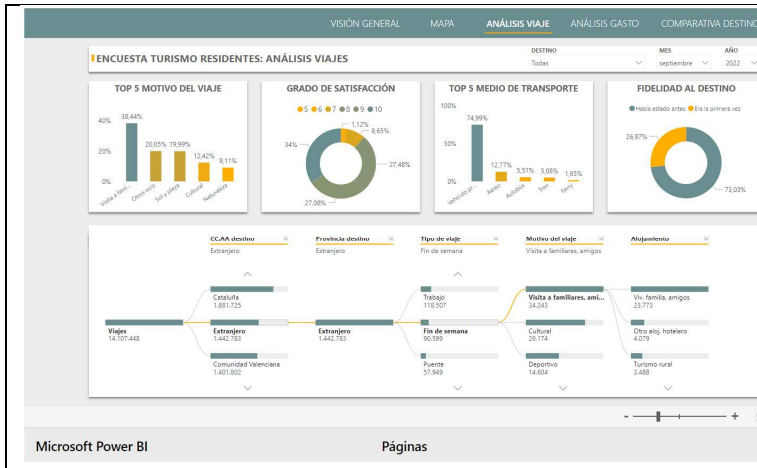 VISIÓN GENERAL MAPA ANÁLISIS VIAJE ANÁLISIS GASTO COMPARATIVA DESTINO
ENCUESTA TURISMO RESIDENTES: ANÁLISIS VIAJES
DESTINO MES AÑO
Todas septiembre 2022
TOP 5 MOTIVO DEL VIAJE
40%
20%
0%
38,44%
20,05%
19,99%
12,42%
9,11%
Visita a fami...
Otros ocio
Sol y playa
Cultural
Naturaleza
GRADO DE SATISFACCIÓN
5 6 7 8 9 10
1,12%
8,65%
27,48%
27,08%
34%
TOP 5 MEDIO DE TRANSPORTE
100%
50%
0%
74,99%
12,77%
5,51%
5,08%
1,65%
Vehículo pr...
Aéreo
Autobús
Tren
Ferry
FIDELIDAD AL DESTINO
Había estado antes Era la primera vez
26,97%
73,03%
CC.AA destino × Provincia destino × Tipo de viaje × Motivo del viaje × Alojamiento ×
Extranjero Extranjero Fin de semana Visita a familiares, amigos
Viajes
14.107.448
Cataluña
1.881.725
Extranjero
1.442.783
Comunidad Valenciana
1.401.802
Extranjero
1.442.783
Trabajo
118.507
Fin de semana
90.599
Puente
57.949
Visita a familiares, ami...
34.243
Cultural
26.174
Deportivo
14.604
Viv. familia, amigos
23.773
Otro aloj. hotelero
4.079
Turismo rural
3.488
- +
Microsoft Power BI Páginas